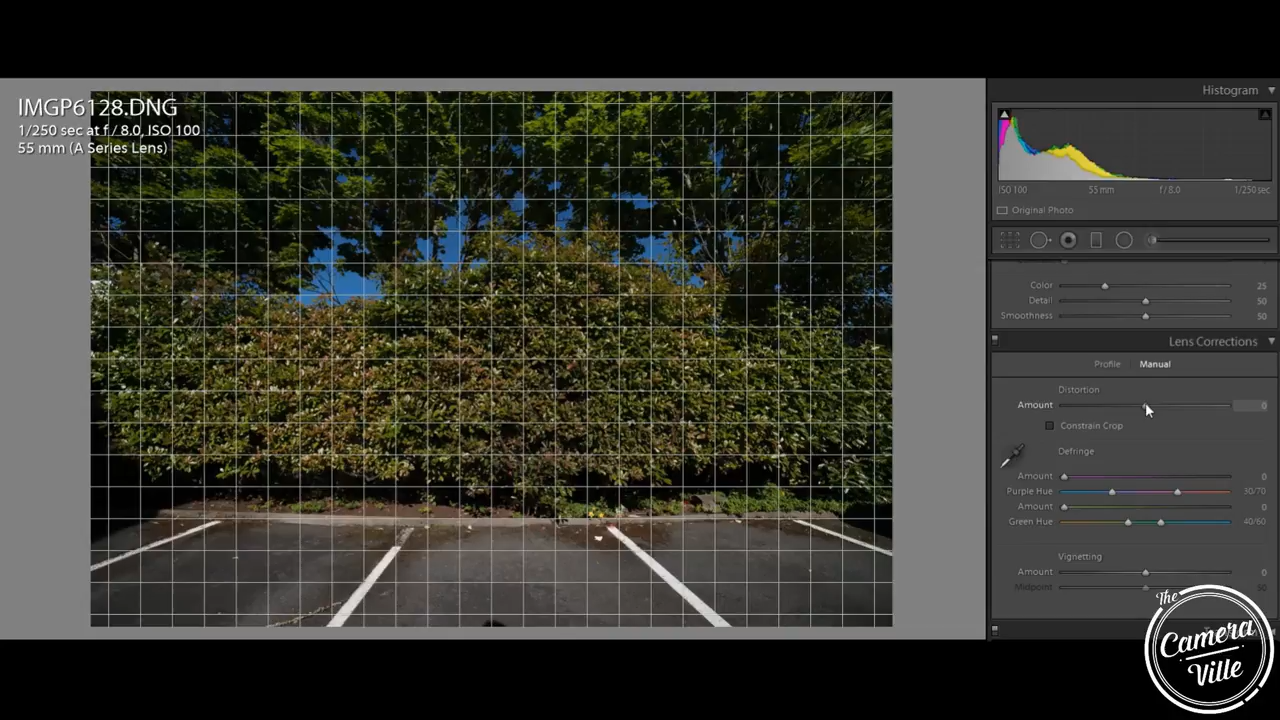 IMGP6128.DNG
1/250 sec at f / 8.0, ISO 100
55 mm (A Series Lens)
Histogram
ISO 100 55 mm f / 8.0 1/250 sec
Original Photo
Color 25
Detail 50
Smoothness 50
Lens Corrections
Profile Manual
Distortion
Amount 0
Constrain Crop
Defringe
Amount 0
Purple Hue 30/70
Amount 0
Green Hue 40/60
Vignetting
Amount 0
Midpoint 50
The
Camera
Ville